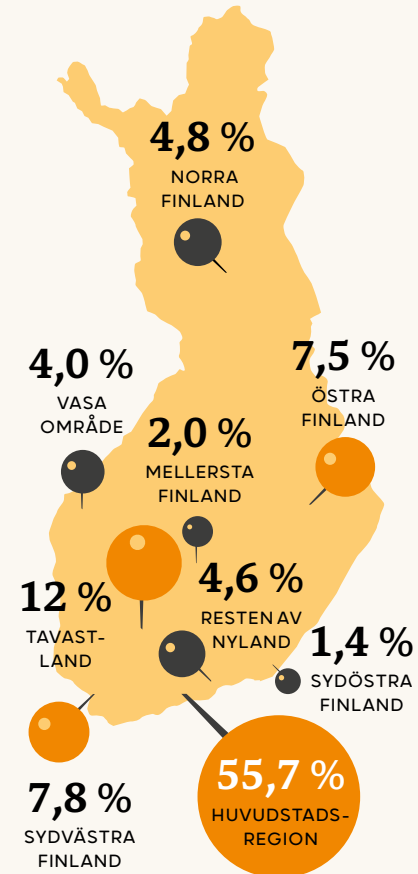 4,8 %
NORRA
FINLAND
4,0 %
VASA
OMRÅDE
7,5 %
ÖSTRA
FINLAND
2,0 %
MELLERSTA
FINLAND
12 %
TAVAST-
LAND
4,6 %
RESTEN AV
NYLAND
1,4 %
SYDÖSTRA
FINLAND
7,8 %
SYDVÄSTRA
FINLAND
55,7 %
HUVUDSTADS-
REGION